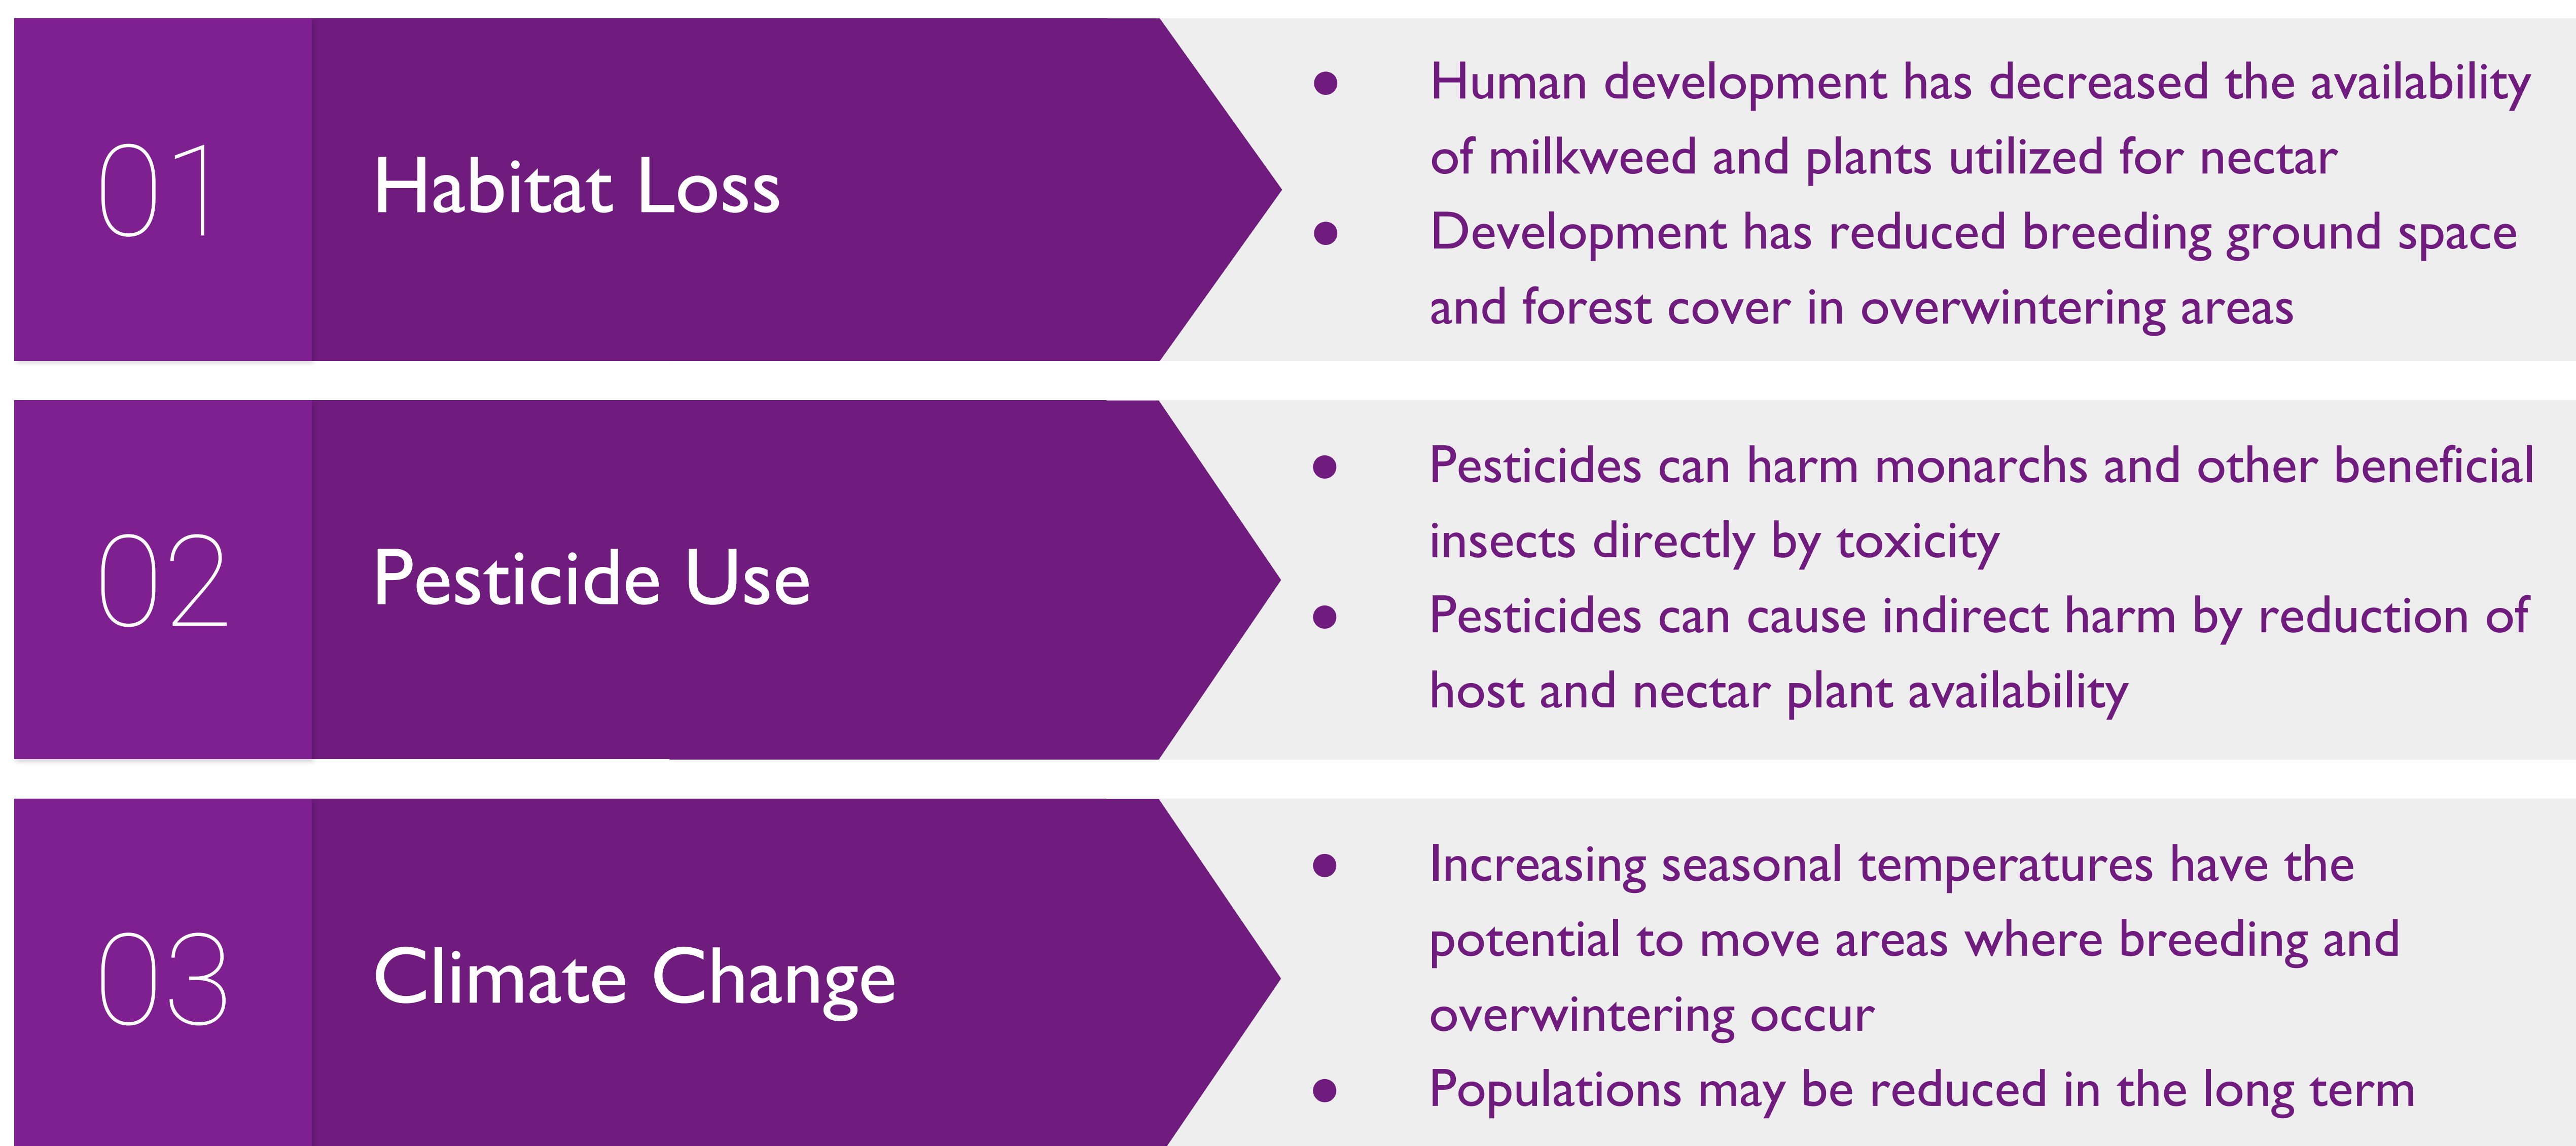 01
Habitat Loss
● Human development has decreased the availability
of milkweed and plants utilized for nectar
● Development has reduced breeding ground space
and forest cover in overwintering areas
02
Pesticide Use
● Pesticides can harm monarchs and other beneficial
insects directly by toxicity
● Pesticides can cause indirect harm by reduction of
host and nectar plant availability
03
Climate Change
● Increasing seasonal temperatures have the
potential to move areas where breeding and
overwintering occur
● Populations may be reduced in the long term